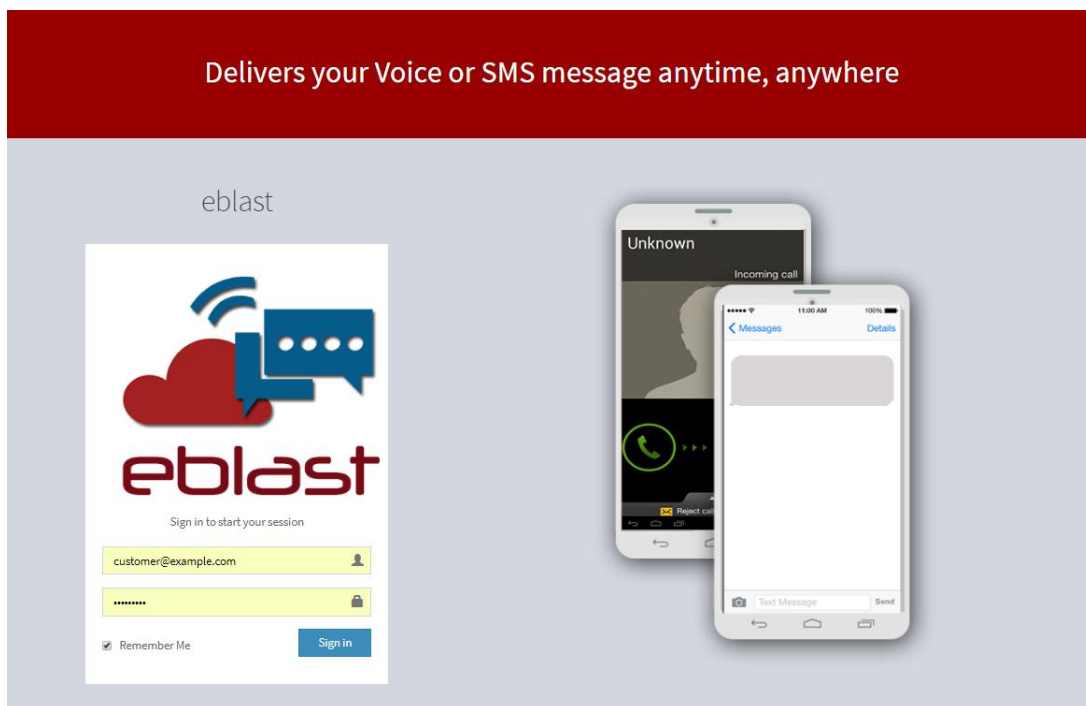 Delivers your Voice or SMS message anytime, anywhere
eblast
eblast
Sign in to start your session
customer@example.com
•••••••••
Remember Me
Sign in
Unknown
Incoming call
Reject call
11:00 AM
100%
Messages
Details
Text Message
Send